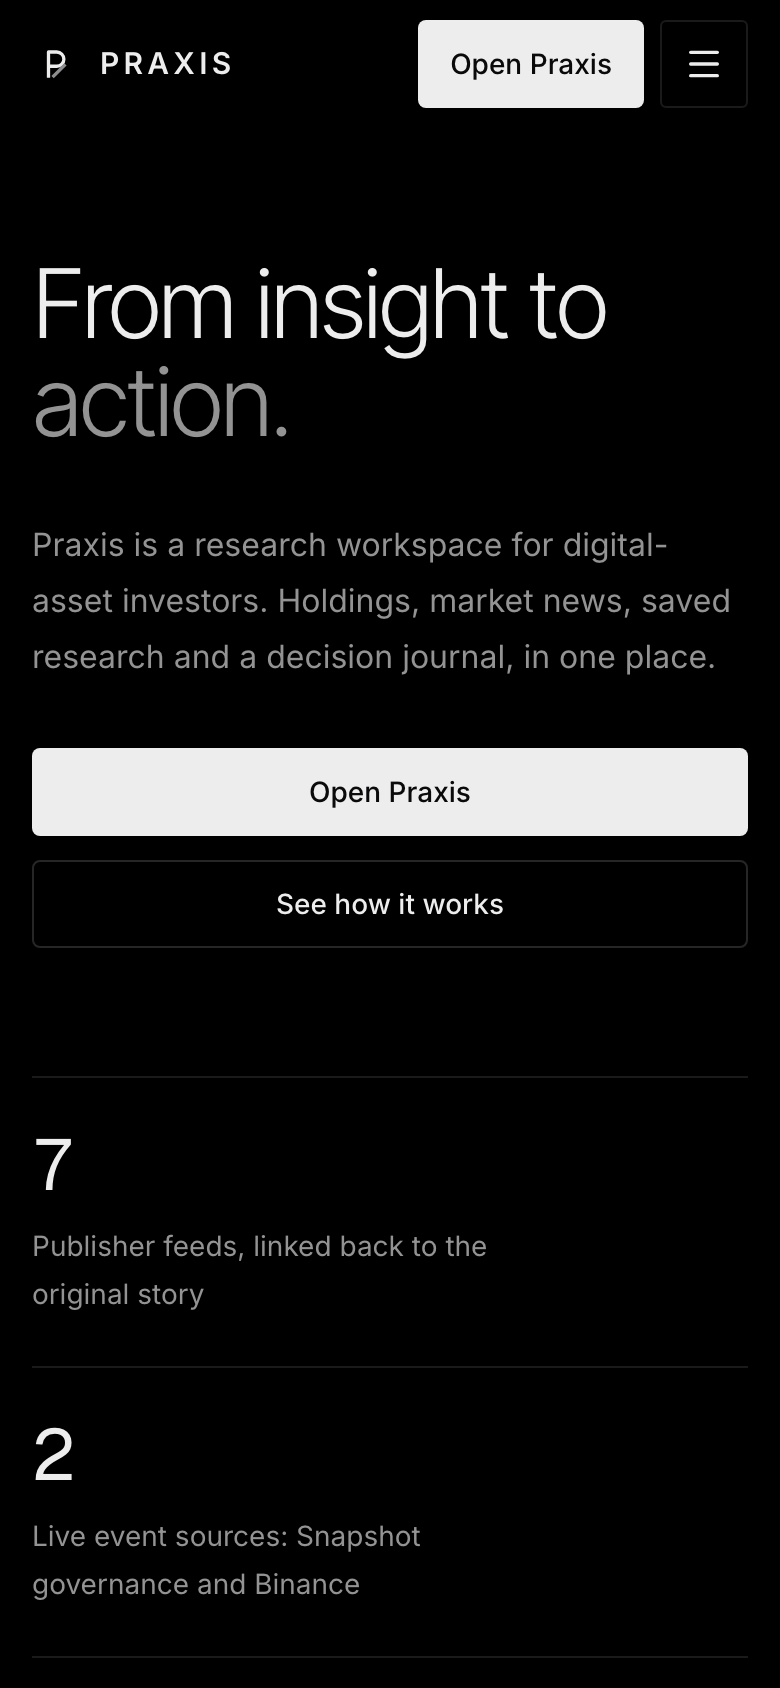 PRAXIS
Open Praxis
From insight to
action.
Praxis is a research workspace for digital-
asset investors. Holdings, market news, saved
research and a decision journal, in one place.
Open Praxis
See how it works
7
Publisher feeds, linked back to the
original story
2
Live event sources: Snapshot
governance and Binance